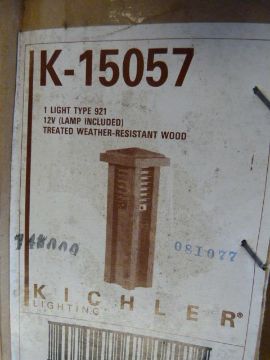 K-15057
1 LIGHT TYPE 921
12V (LAMP INCLUDED)
TREATED WEATHER-RESISTANT WOOD
081077
KICHLER®
LIGHTING